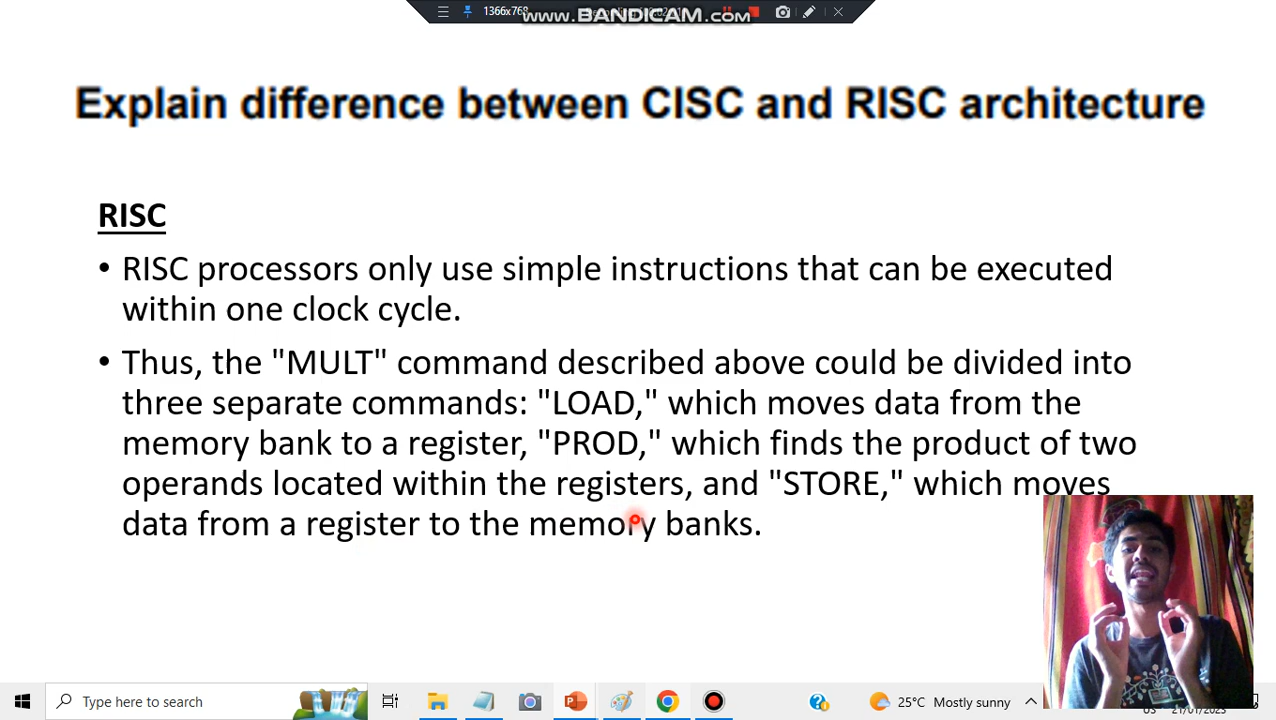 1366x768
www.BANDICAM.com
Explain difference between CISC and RISC architecture
RISC
• RISC processors only use simple instructions that can be executed
within one clock cycle.
• Thus, the "MULT" command described above could be divided into
three separate commands: "LOAD," which moves data from the
memory bank to a register, "PROD," which finds the product of two
operands located within the registers, and "STORE," which moves
data from a register to the memory banks.
Type here to search
25°C Mostly sunny
21/01/2023